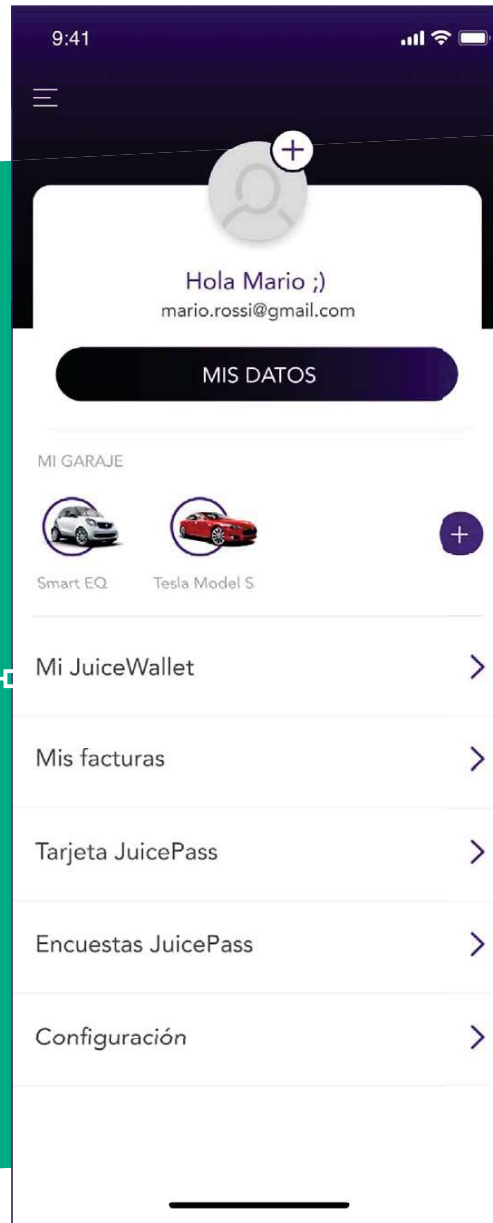 9:41
Hola Mario ;)
mario.rossi@gmail.com
MIS DATOS
MI GARAJE
Smart EQ
Tesla Model S
Mi JuiceWallet
Mis facturas
Tarjeta JuicePass
Encuestas JuicePass
Configuración